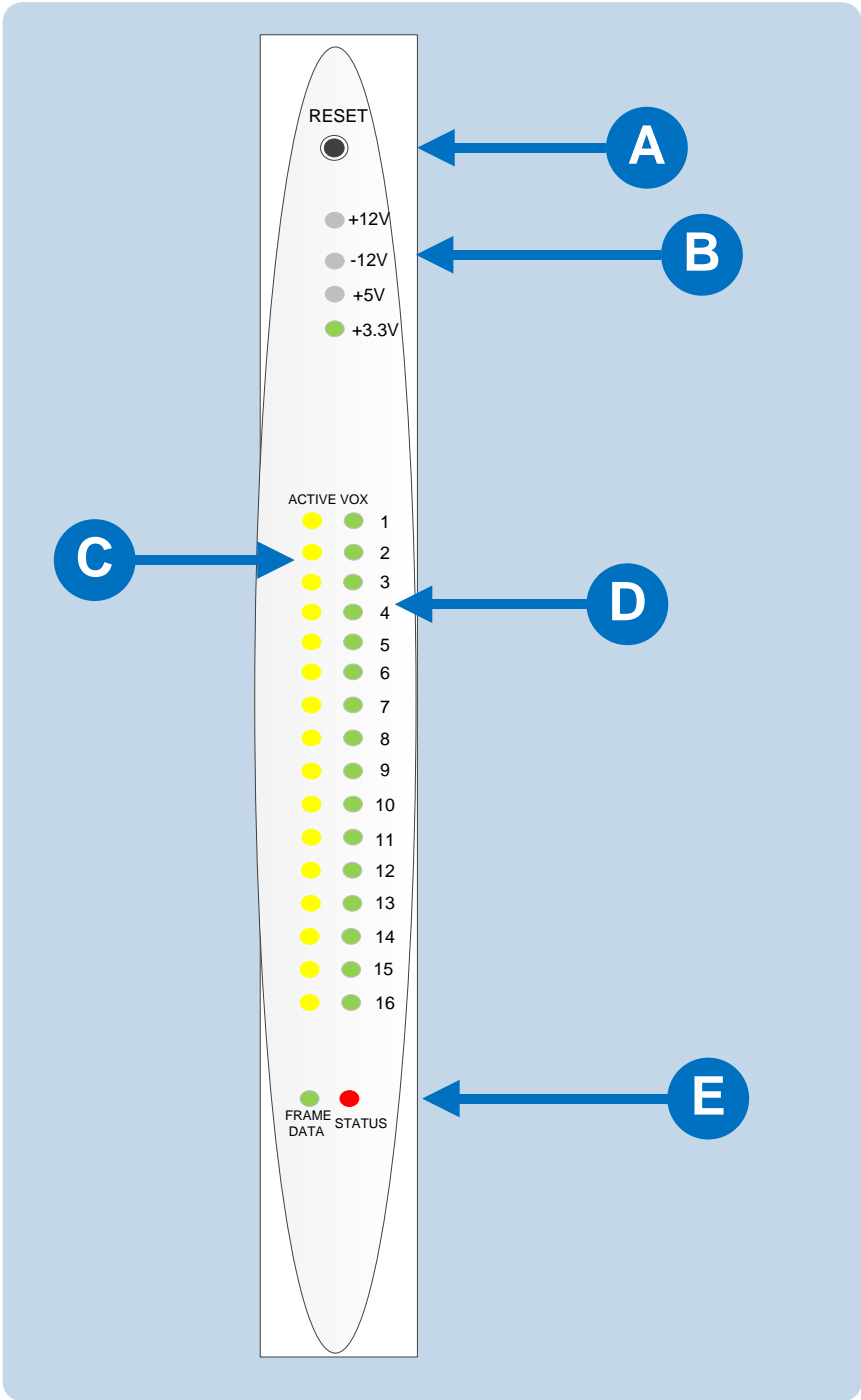 RESET
A
+12V
-12V
B
+5V
+3.3V
ACTIVE VOX
1
2
C
3
4
D
5
6
7
8
9
10
11
12
13
14
15
16
E
FRAME
DATA
STATUS